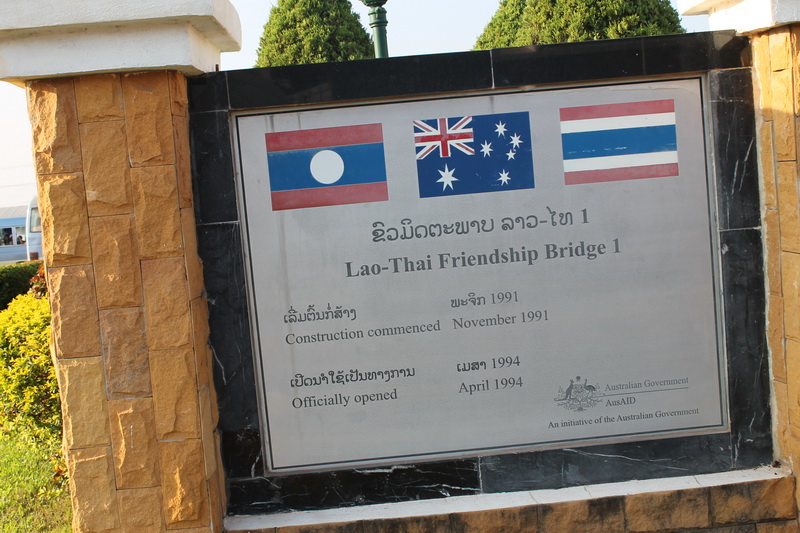 ຂົວມິດຕະພາບ ລາວ-ໄທ 1
Lao-Thai Friendship Bridge 1
ເລີ່ມຕົ້ນກໍ່ສ້າງ ພະຈິກ 1991
Construction commenced November 1991
ເປີດນຳໃຊ້ເປັນທາງການ ເມສາ 1994
Officially opened April 1994
Australian Government
AusAID
An initiative of the Australian Government